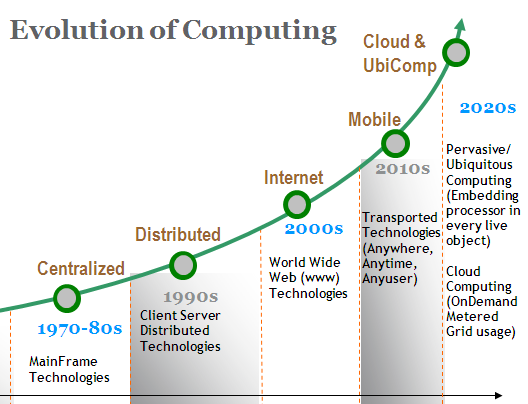 Evolution of Computing
Cloud &
UbiComp
2020s
Pervasive/
Ubiquitous
Computing
(Embedding
processor in
every live
object)
Cloud
Computing
(OnDemand
Metered
Grid usage)
Mobile
2010s
Transported
Technologies
(Anywhere,
Anytime,
Anyuser)
Internet
2000s
World Wide
Web (www)
Technologies
Distributed
1990s
Client Server
Distributed
Technologies
Centralized
1970-80s
MainFrame
Technologies